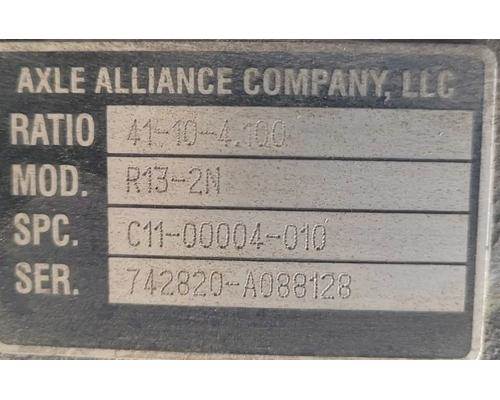 AXLE ALLIANCE COMPANY, LLC
RATIO 41-10-4.100
MOD. R13-2N
SPC. C11-00004-010
SER. 742820-A088128